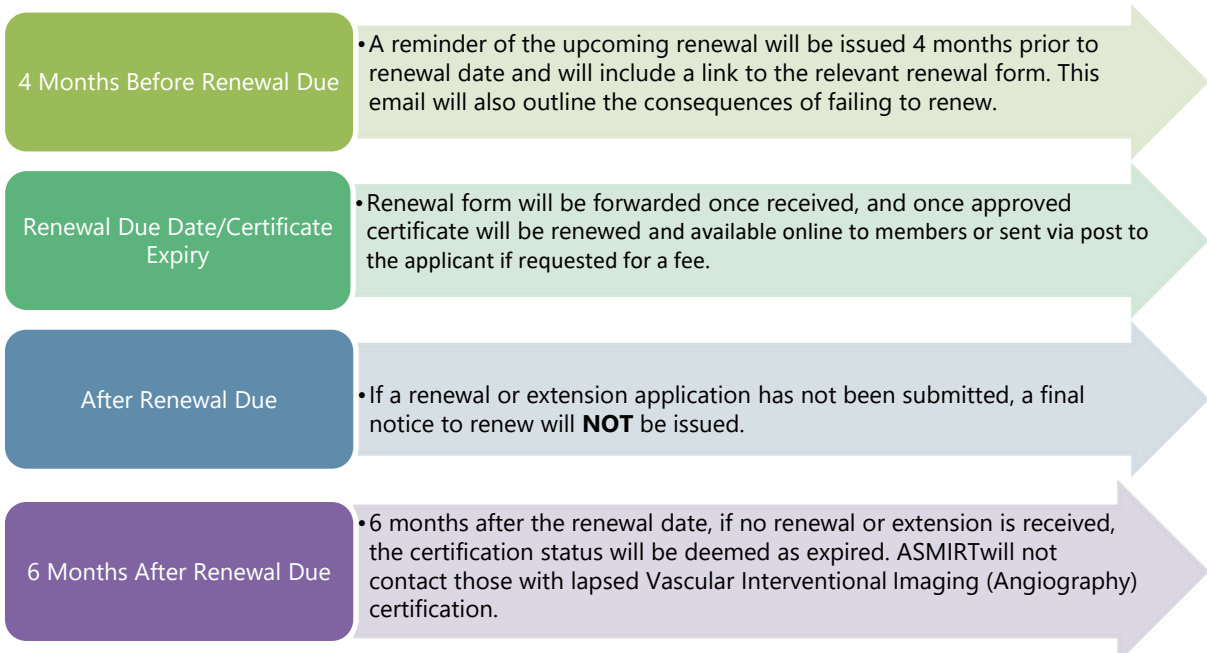 4 Months Before Renewal Due
•A reminder of the upcoming renewal will be issued 4 months prior to
renewal date and will include a link to the relevant renewal form. This
email will also outline the consequences of failing to renew.
Renewal Due Date/Certificate
Expiry
•Renewal form will be forwarded once received, and once approved
certificate will be renewed and available online to members or sent via post to
the applicant if requested for a fee.
After Renewal Due
•If a renewal or extension application has not been submitted, a final
notice to renew will NOT be issued.
6 Months After Renewal Due
•6 months after the renewal date, if no renewal or extension is received,
the certification status will be deemed as expired. ASMIRTwill not
contact those with lapsed Vascular Interventional Imaging (Angiography)
certification.